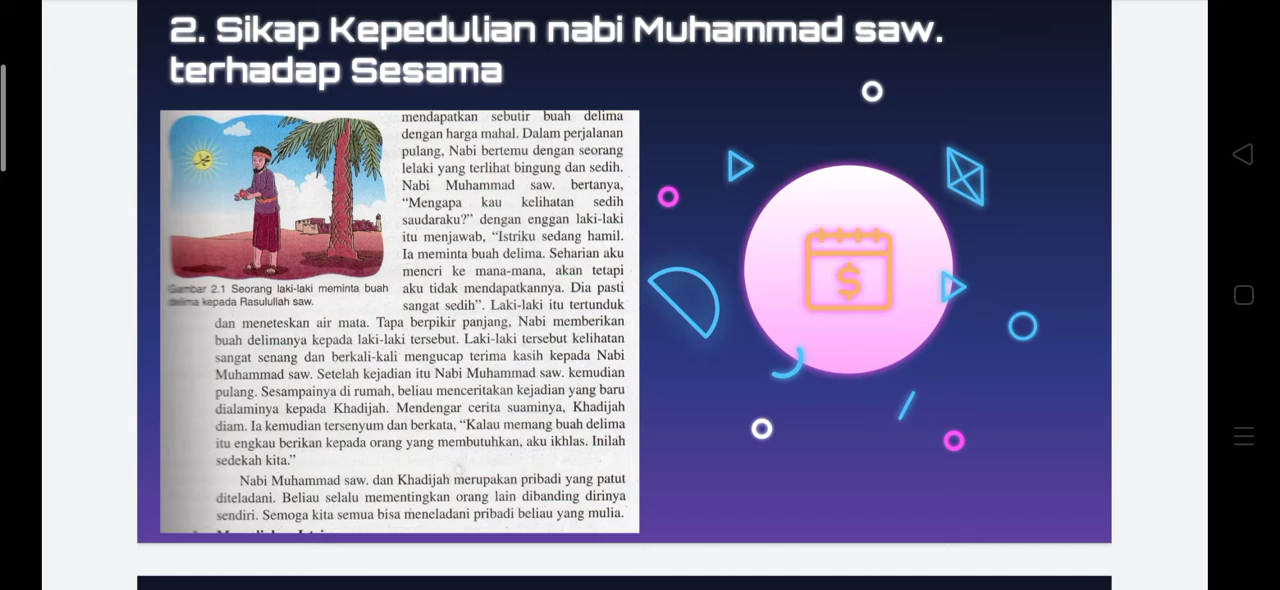 2. Sikap Kepedulian nabi Muhammad saw.
terhadap Sesama
mendapatkan sebutir buah delima
dengan harga mahal. Dalam perjalanan
pulang, Nabi bertemu dengan seorang
lelaki yang terlihat bingung dan sedih.
Nabi Muhammad saw. bertanya,
“Mengapa kau kelihatan sedih
saudaraku?” dengan enggan laki-laki
itu menjawab, “Istriku sedang hamil.
Ia meminta buah delima. Seharian aku
mencri ke mana-mana, akan tetapi
aku tidak mendapatkannya. Dia pasti
sangat sedih”. Laki-laki itu tertunduk
Gambar 2.1 Seorang laki-laki meminta buah
delima kepada Rasulullah saw.
dan meneteskan air mata. Tapa berpikir panjang, Nabi memberikan
buah delimanya kepada laki-laki tersebut. Laki-laki tersebut kelihatan
sangat senang dan berkali-kali mengucap terima kasih kepada Nabi
Muhammad saw. Setelah kejadian itu Nabi Muhammad saw. kemudian
pulang. Sesampainya di rumah, beliau menceritakan kejadian yang baru
dialaminya kepada Khadijah. Mendengar cerita suaminya, Khadijah
diam. Ia kemudian tersenyum dan berkata, “Kalau memang buah delima
itu engkau berikan kepada orang yang membutuhkan, aku ikhlas. Inilah
sedekah kita.”
Nabi Muhammad saw. dan Khadijah merupakan pribadi yang patut
diteladani. Beliau selalu mementingkan orang lain dibanding dirinya
sendiri. Semoga kita semua bisa meneladani pribadi beliau yang mulia.
$